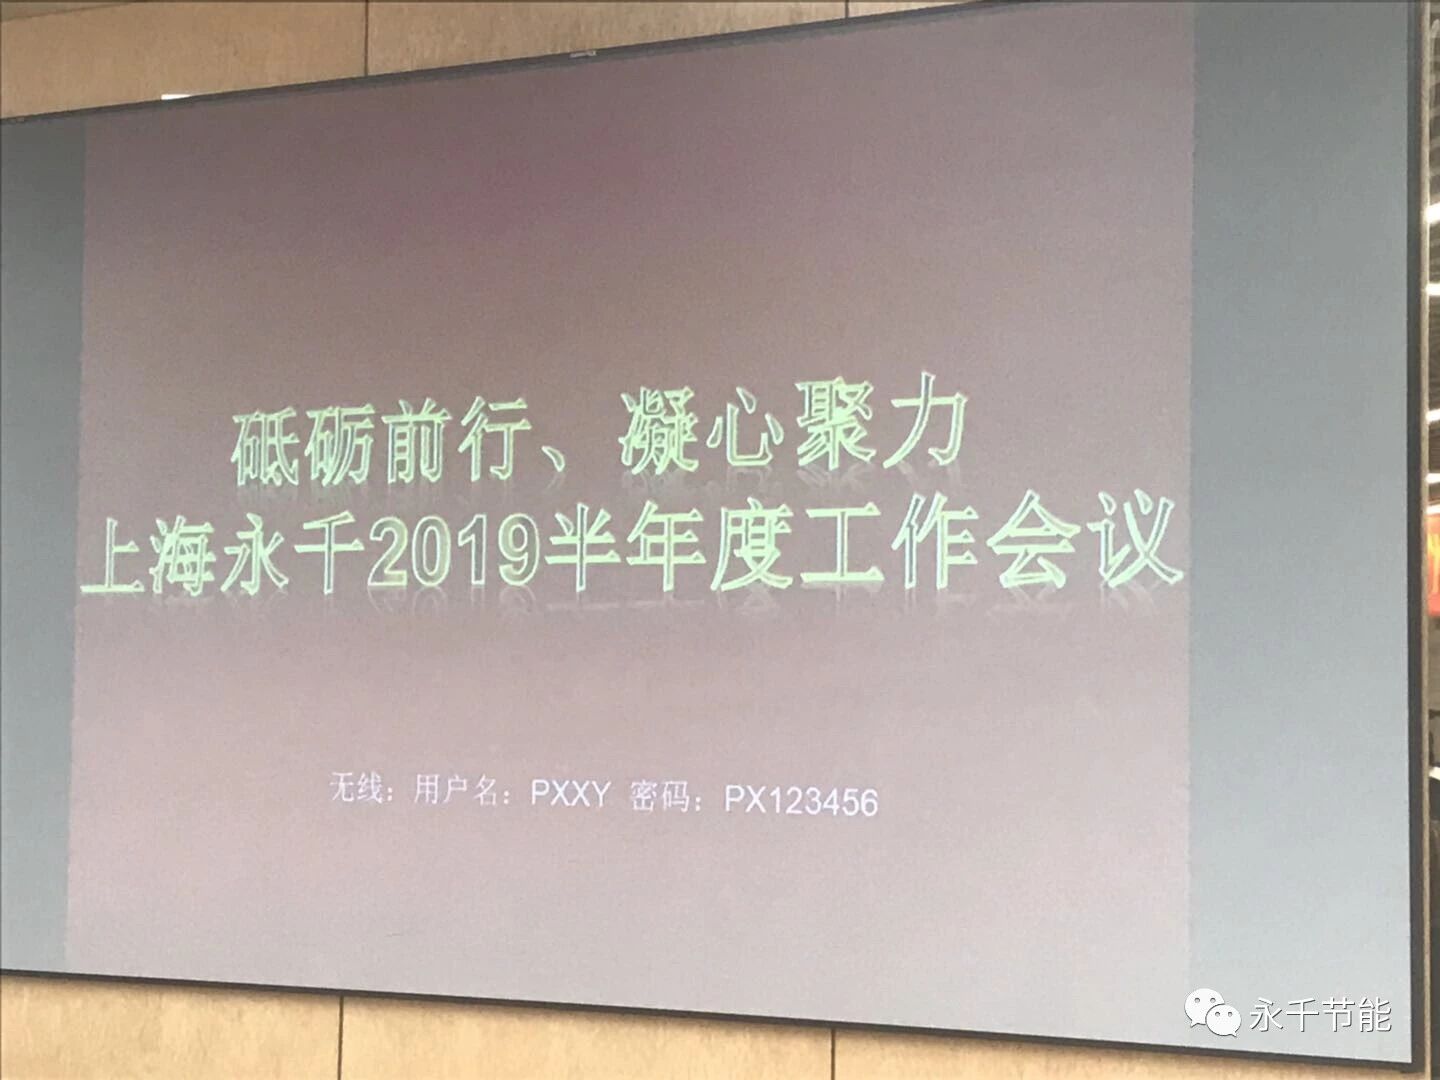 砥砺前行、凝心聚力
上海永千2019半年度工作会议
无线：用户名：PXXY 密码：PX123456
永千节能